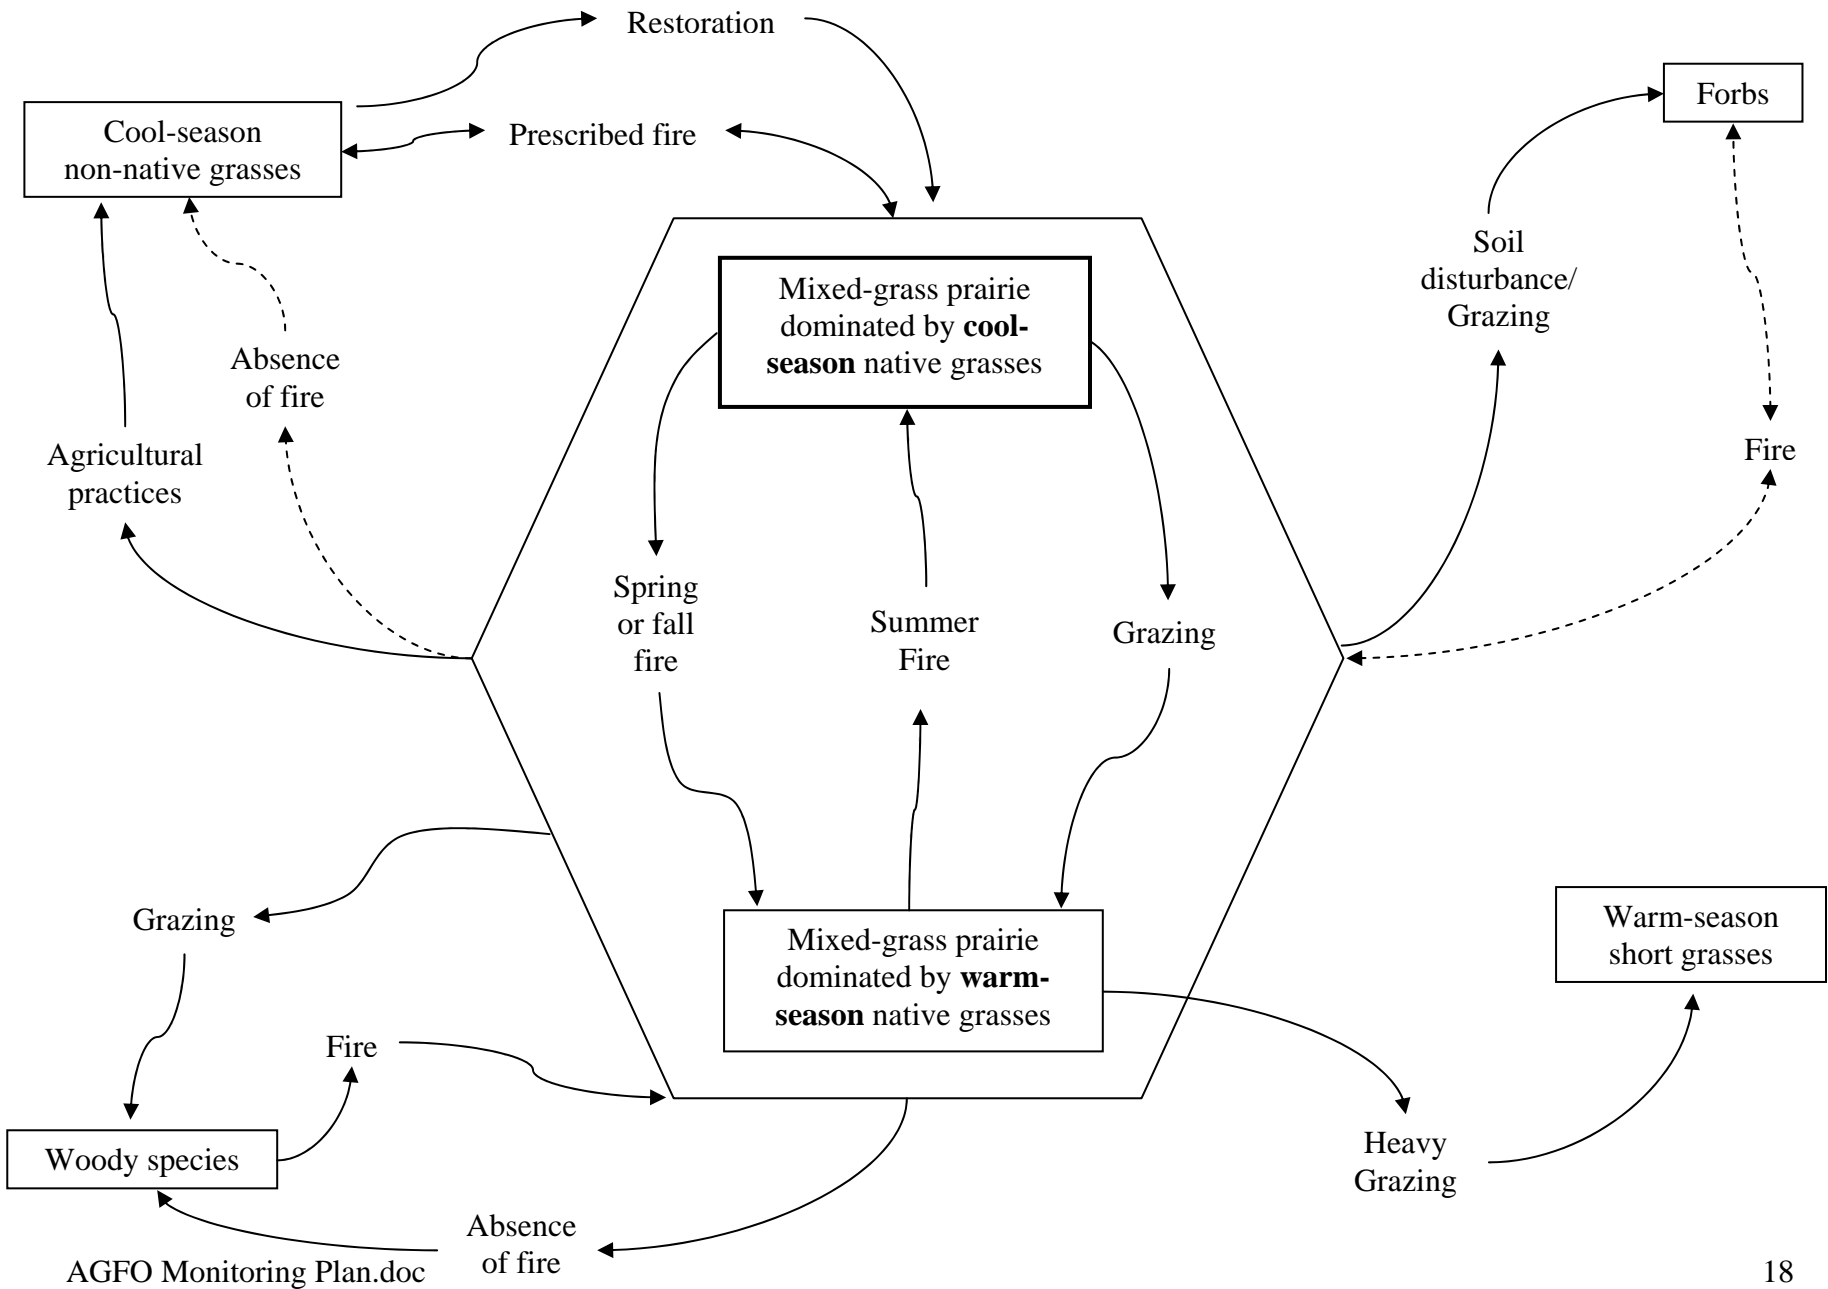 Restoration
Forbs
Cool-season
non-native grasses
Prescribed fire
Soil
disturbance/
Grazing
Mixed-grass prairie
dominated by cool-
season native grasses
Absence
of fire
Agricultural
practices
Fire
Spring
or fall
fire
Summer
Fire
Grazing
Grazing
Mixed-grass prairie
dominated by warm-
season native grasses
Warm-season
short grasses
Fire
Woody species
Heavy
Grazing
Absence
of fire
AGFO Monitoring Plan.doc
18